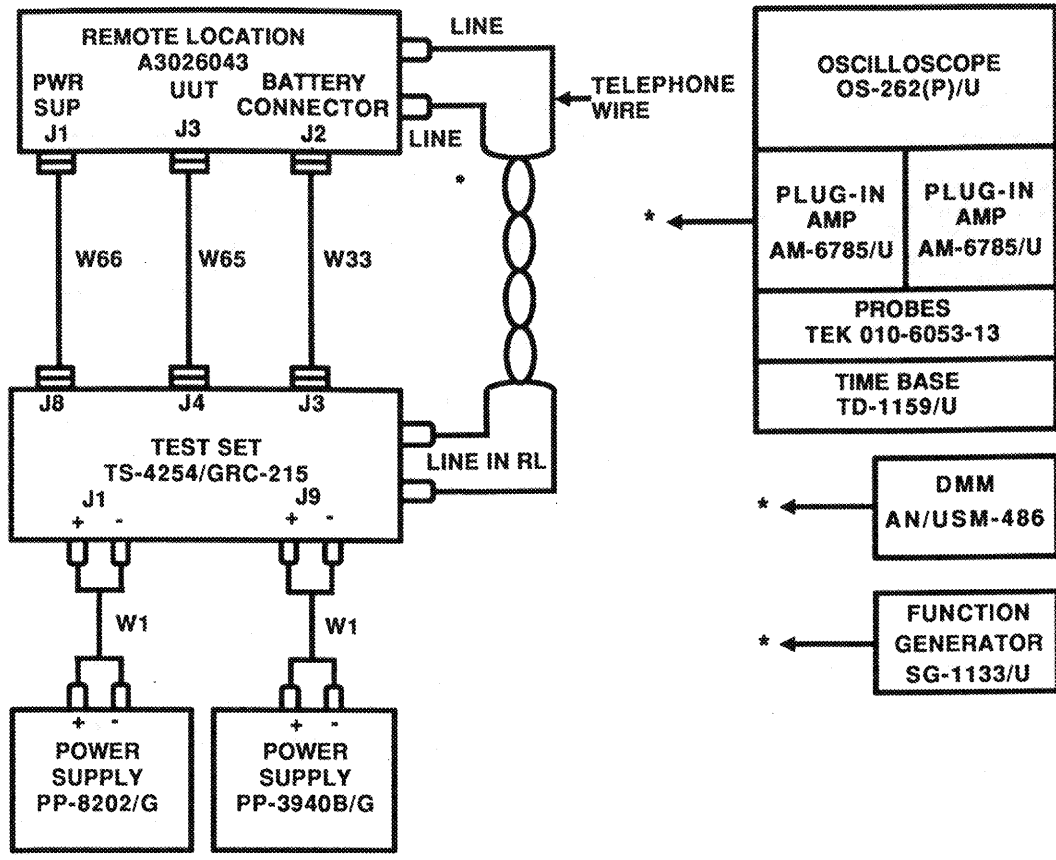 REMOTE LOCATION
A3026043
UUT
PWR
SUP
J1
J3
BATTERY
CONNECTOR
J2
LINE
LINE
TELEPHONE
WIRE
*
W66
W65
W33
J8
J4
J3
TEST SET
TS-4254/GRC-215
J1
+ -
J9
+ -
LINE IN RL
W1
W1
+ -
POWER
SUPPLY
PP-8202/G
+ -
POWER
SUPPLY
PP-3940B/G
OSCILLOSCOPE
OS-262(P)/U
*
PLUG-IN
AMP
AM-6785/U
PLUG-IN
AMP
AM-6785/U
PROBES
TEK 010-6053-13
TIME BASE
TD-1159/U
*
DMM
AN/USM-486
*
FUNCTION
GENERATOR
SG-1133/U